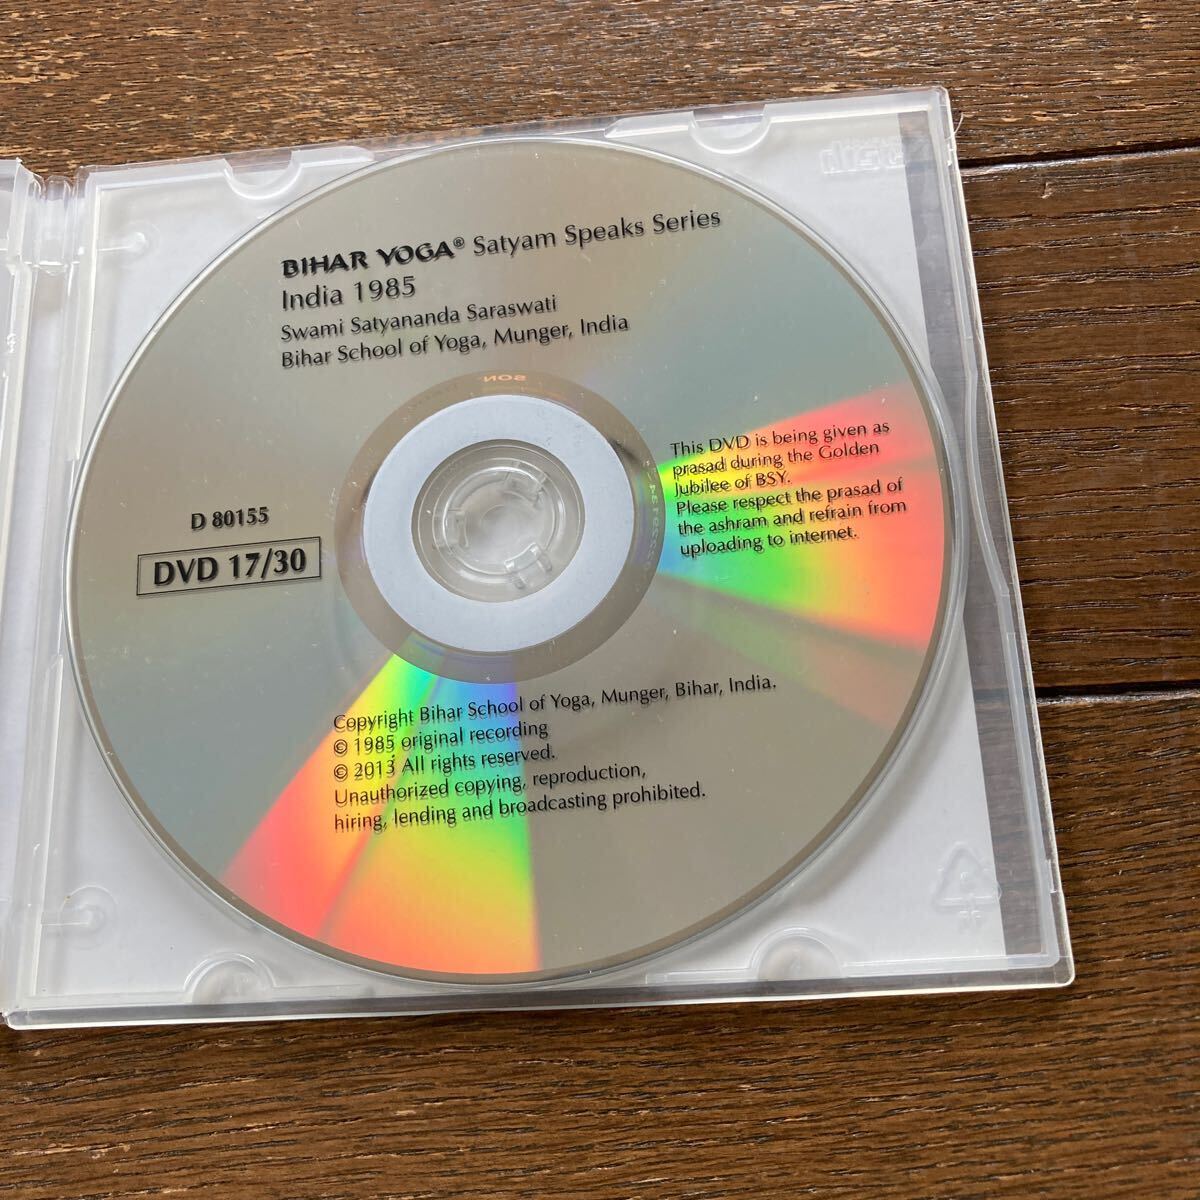 BIHAR YOGA® Satyam Speaks Series
India 1985
Swami Satyananda Saraswati
Bihar School of Yoga, Munger, India
This DVD is being given as
prasad during the Golden
Jubilee of BSY.
Please respect the prasad of
the ashram and refrain from
uploading to internet.
D 80155
DVD 17/30
Copyright Bihar School of Yoga, Munger, Bihar, India.
© 1985 original recording
© 2013 All rights reserved.
Unauthorized copying, reproduction,
hiring, lending and broadcasting prohibited.